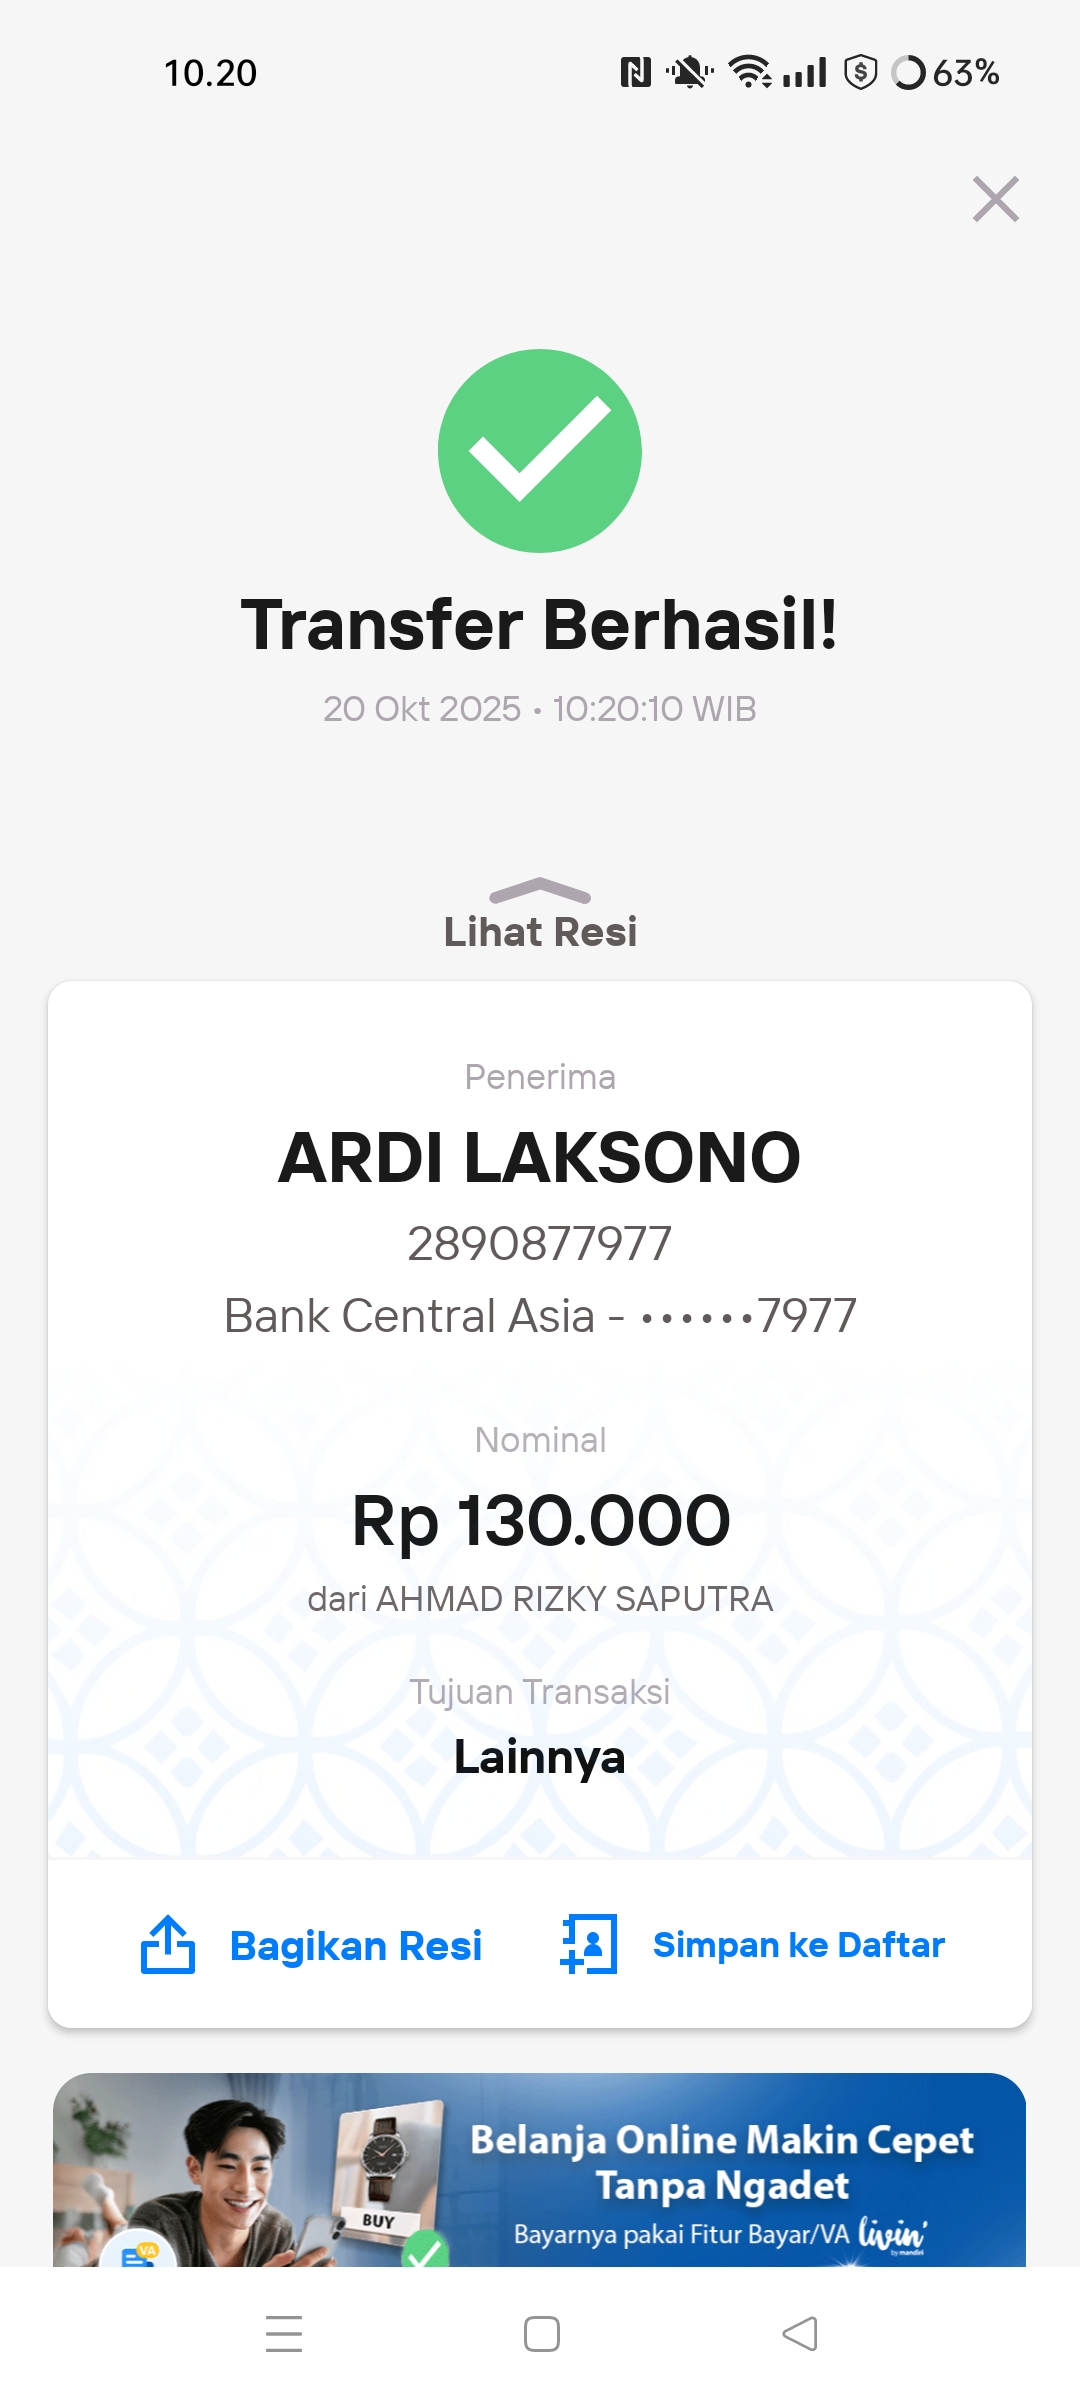 10.20
63%
Transfer Berhasil!
20 Okt 2025 • 10:20:10 WIB
Lihat Resi
Penerima
ARDI LAKSONO
2890877977
Bank Central Asia - ••••••7977
Nominal
Rp 130.000
dari AHMAD RIZKY SAPUTRA
Tujuan Transaksi
Lainnya
Bagikan Resi
Simpan ke Daftar
Belanja Online Makin Cepet
Tanpa Ngadet
Bayarnya pakai Fitur Bayar/VA livin'
by mandiri
BUY
VA